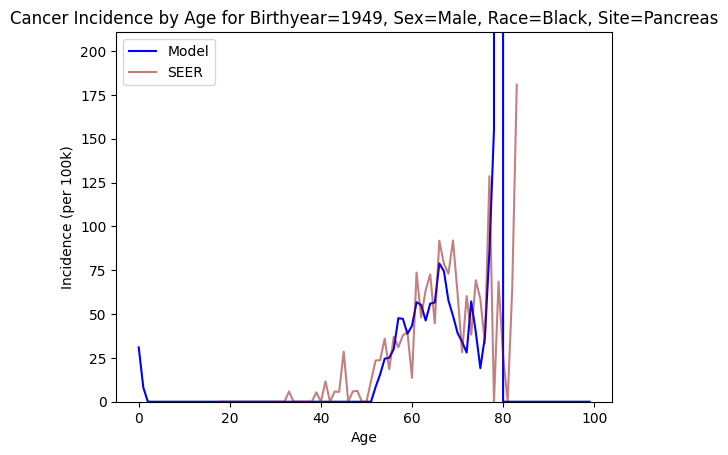 Cancer Incidence by Age for Birthyear=1949, Sex=Male, Race=Black, Site=Pancreas
Model
SEER
Incidence (per 100k)
200
175
150
125
100
75
50
25
0
0 20 40 60 80 100
Age